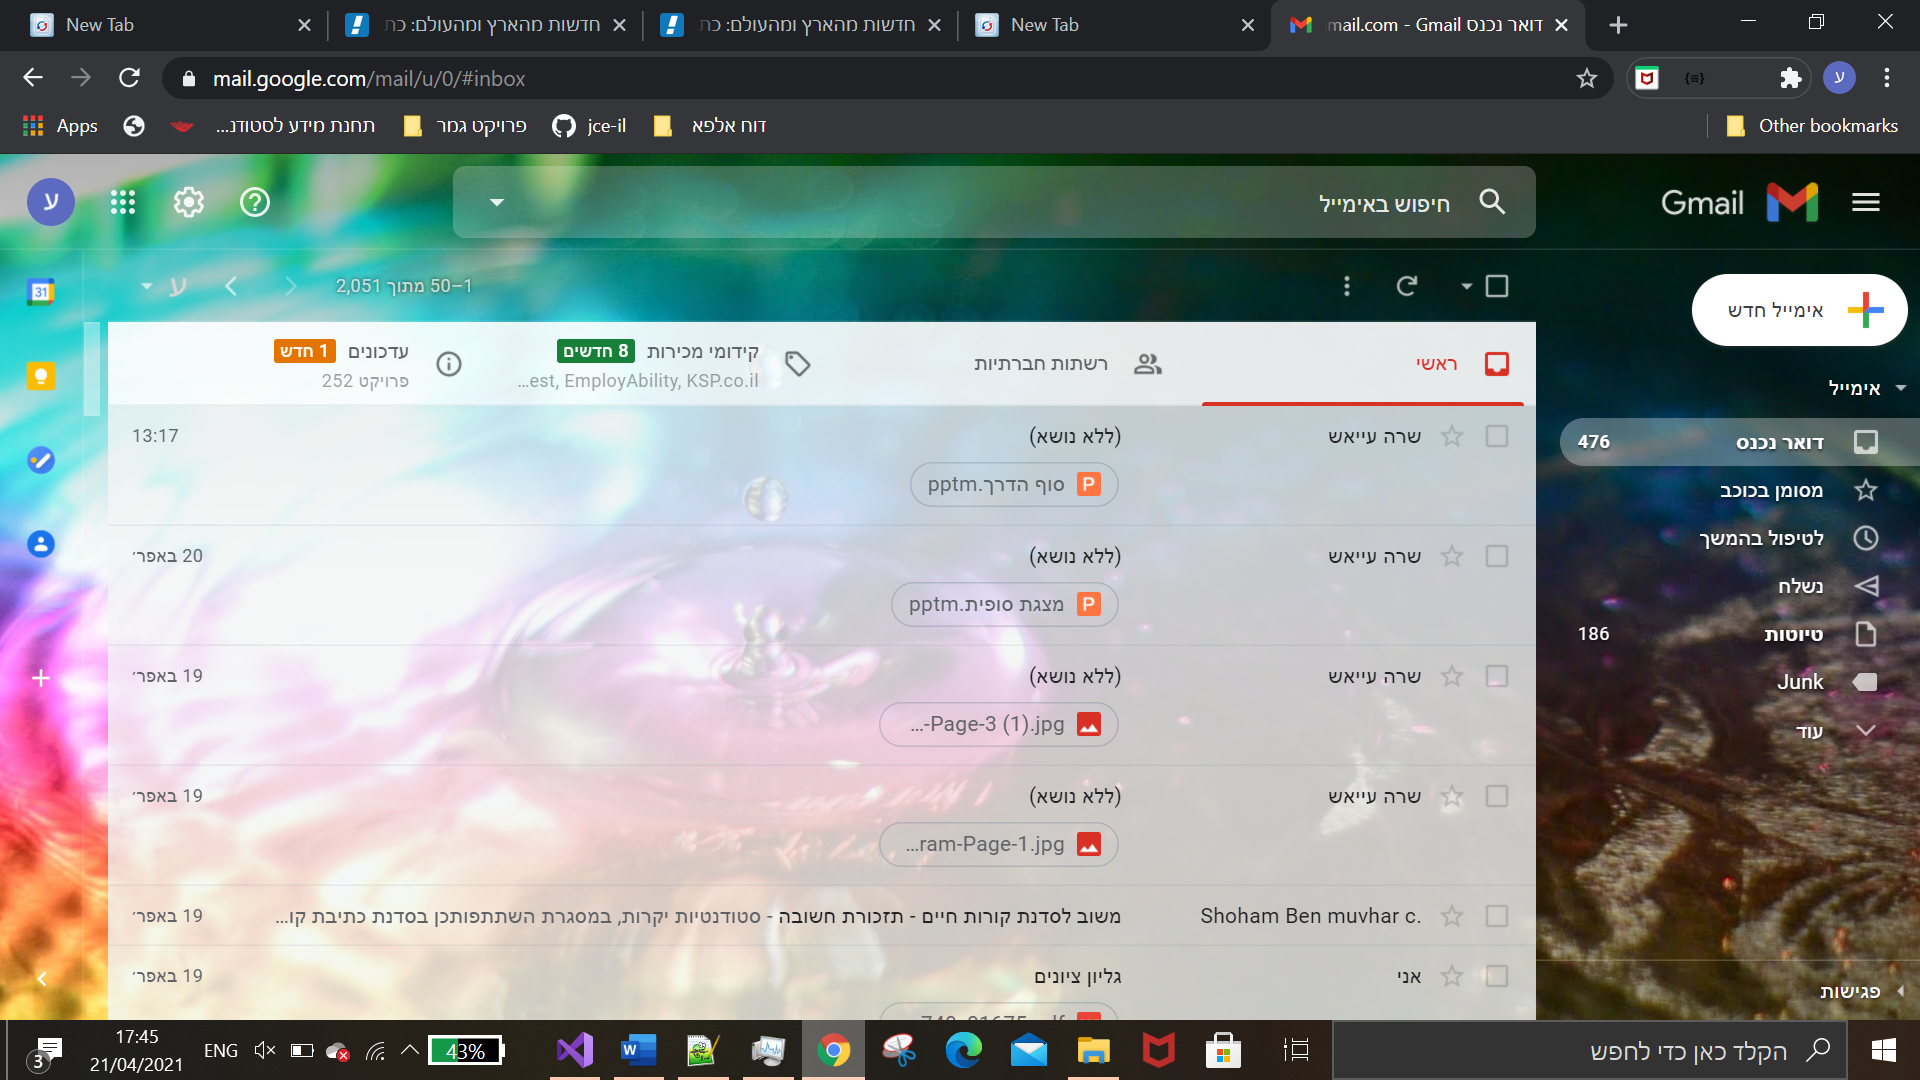 New Tab
חדשות מהארץ ומהעולם: כת
חדשות מהארץ ומהעולם: כת
New Tab
דואר נכנס mail.com - Gmail
mail.google.com/mail/u/0/#inbox
ע
Apps
תחנת מידע לסטודנ...
פרויקט גמר
jce-il
דוח אלפא
Other bookmarks
Gmail
חיפוש באימייל
ע
אימייל חדש
1–50 מתוך 2,051
ע
31
ראשי
רשתות חברתיות
קידומי מכירות 8 חדשים
...est, EmployAbility, KSP.co.il
עדכונים 1 חדש
פרויקט 252
אימייל
דואר נכנס 476
מסומן בכוכב
לטיפול בהמשך
נשלח
טיוטות 186
Junk
עוד
פגישות
שרה עייאש (ללא נושא) 13:17
סוף הדרך.pptm
שרה עייאש (ללא נושא) 20 באפר׳
מצגת סופית.pptm
שרה עייאש (ללא נושא) 19 באפר׳
...-Page-3 (1).jpg
שרה עייאש (ללא נושא) 19 באפר׳
...ram-Page-1.jpg
Shoham Ben muvhar c. משוב לסדנת קורות חיים - תזכורת חשובה - סטודנטיות יקרות, במסגרת השתתפותכן בסדנת כתיבת קו... 19 באפר׳
אני גליון ציונים 19 באפר׳
הקלד כאן כדי לחפש
43%
ENG
17:45
21/04/2021
3